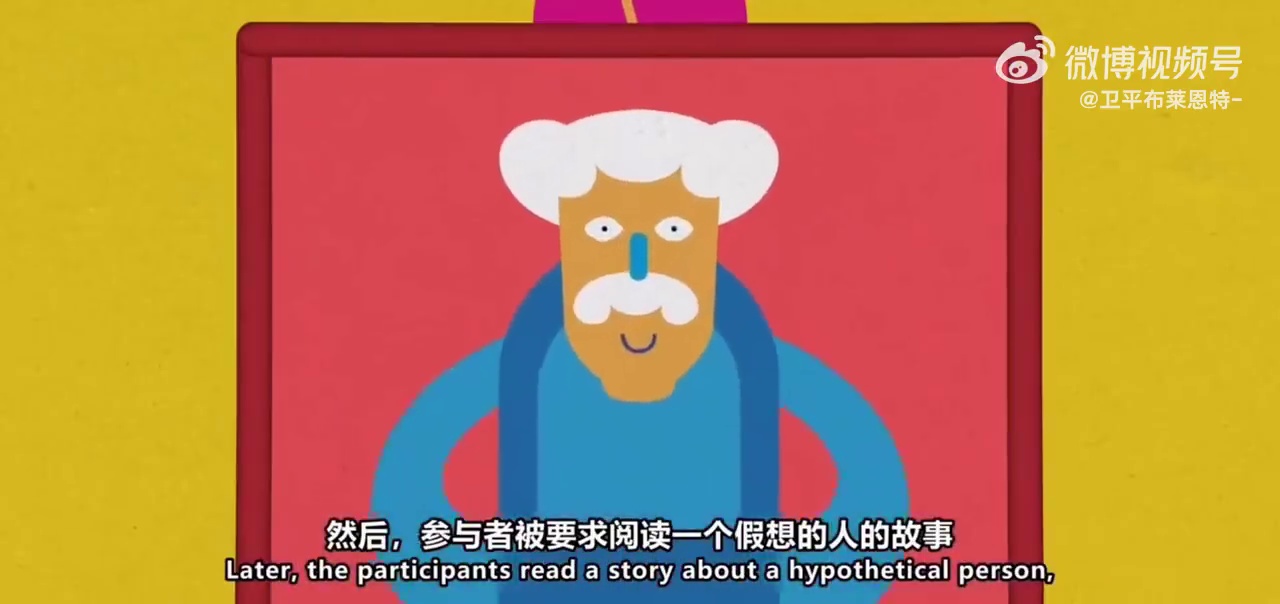 微博视频号
@卫平布莱恩特-
然后，参与者被要求阅读一个假想的人的故事
Later, the participants read a story about a hypothetical person,